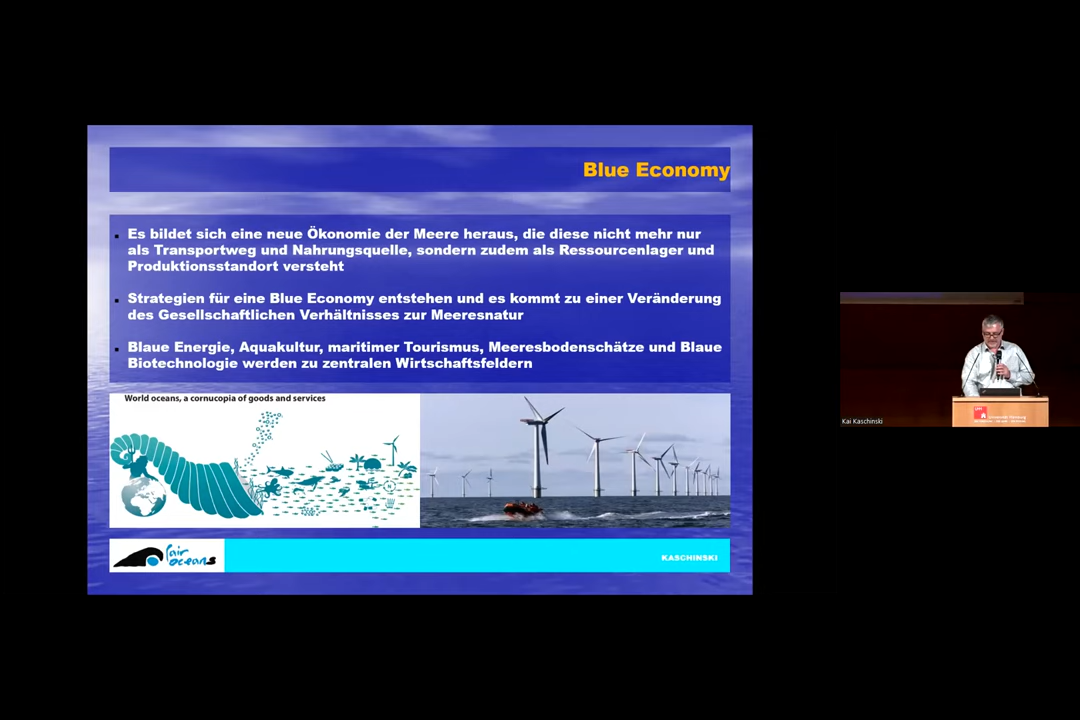 Blue Economy
Es bildet sich eine neue Ökonomie der Meere heraus, die diese nicht mehr nur
als Transportweg und Nahrungsquelle, sondern zudem als Ressourcenlager und
Produktionsstandort versteht
Strategien für eine Blue Economy entstehen und es kommt zu einer Veränderung
des Gesellschaftlichen Verhältnisses zur Meeresnatur
Blaue Energie, Aquakultur, maritimer Tourismus, Meeresbodenschätze und Blaue
Biotechnologie werden zu zentralen Wirtschaftsfeldern
World oceans, a cornucopia of goods and services
fair
oceans
KASCHINSKI
Kai Kaschinski